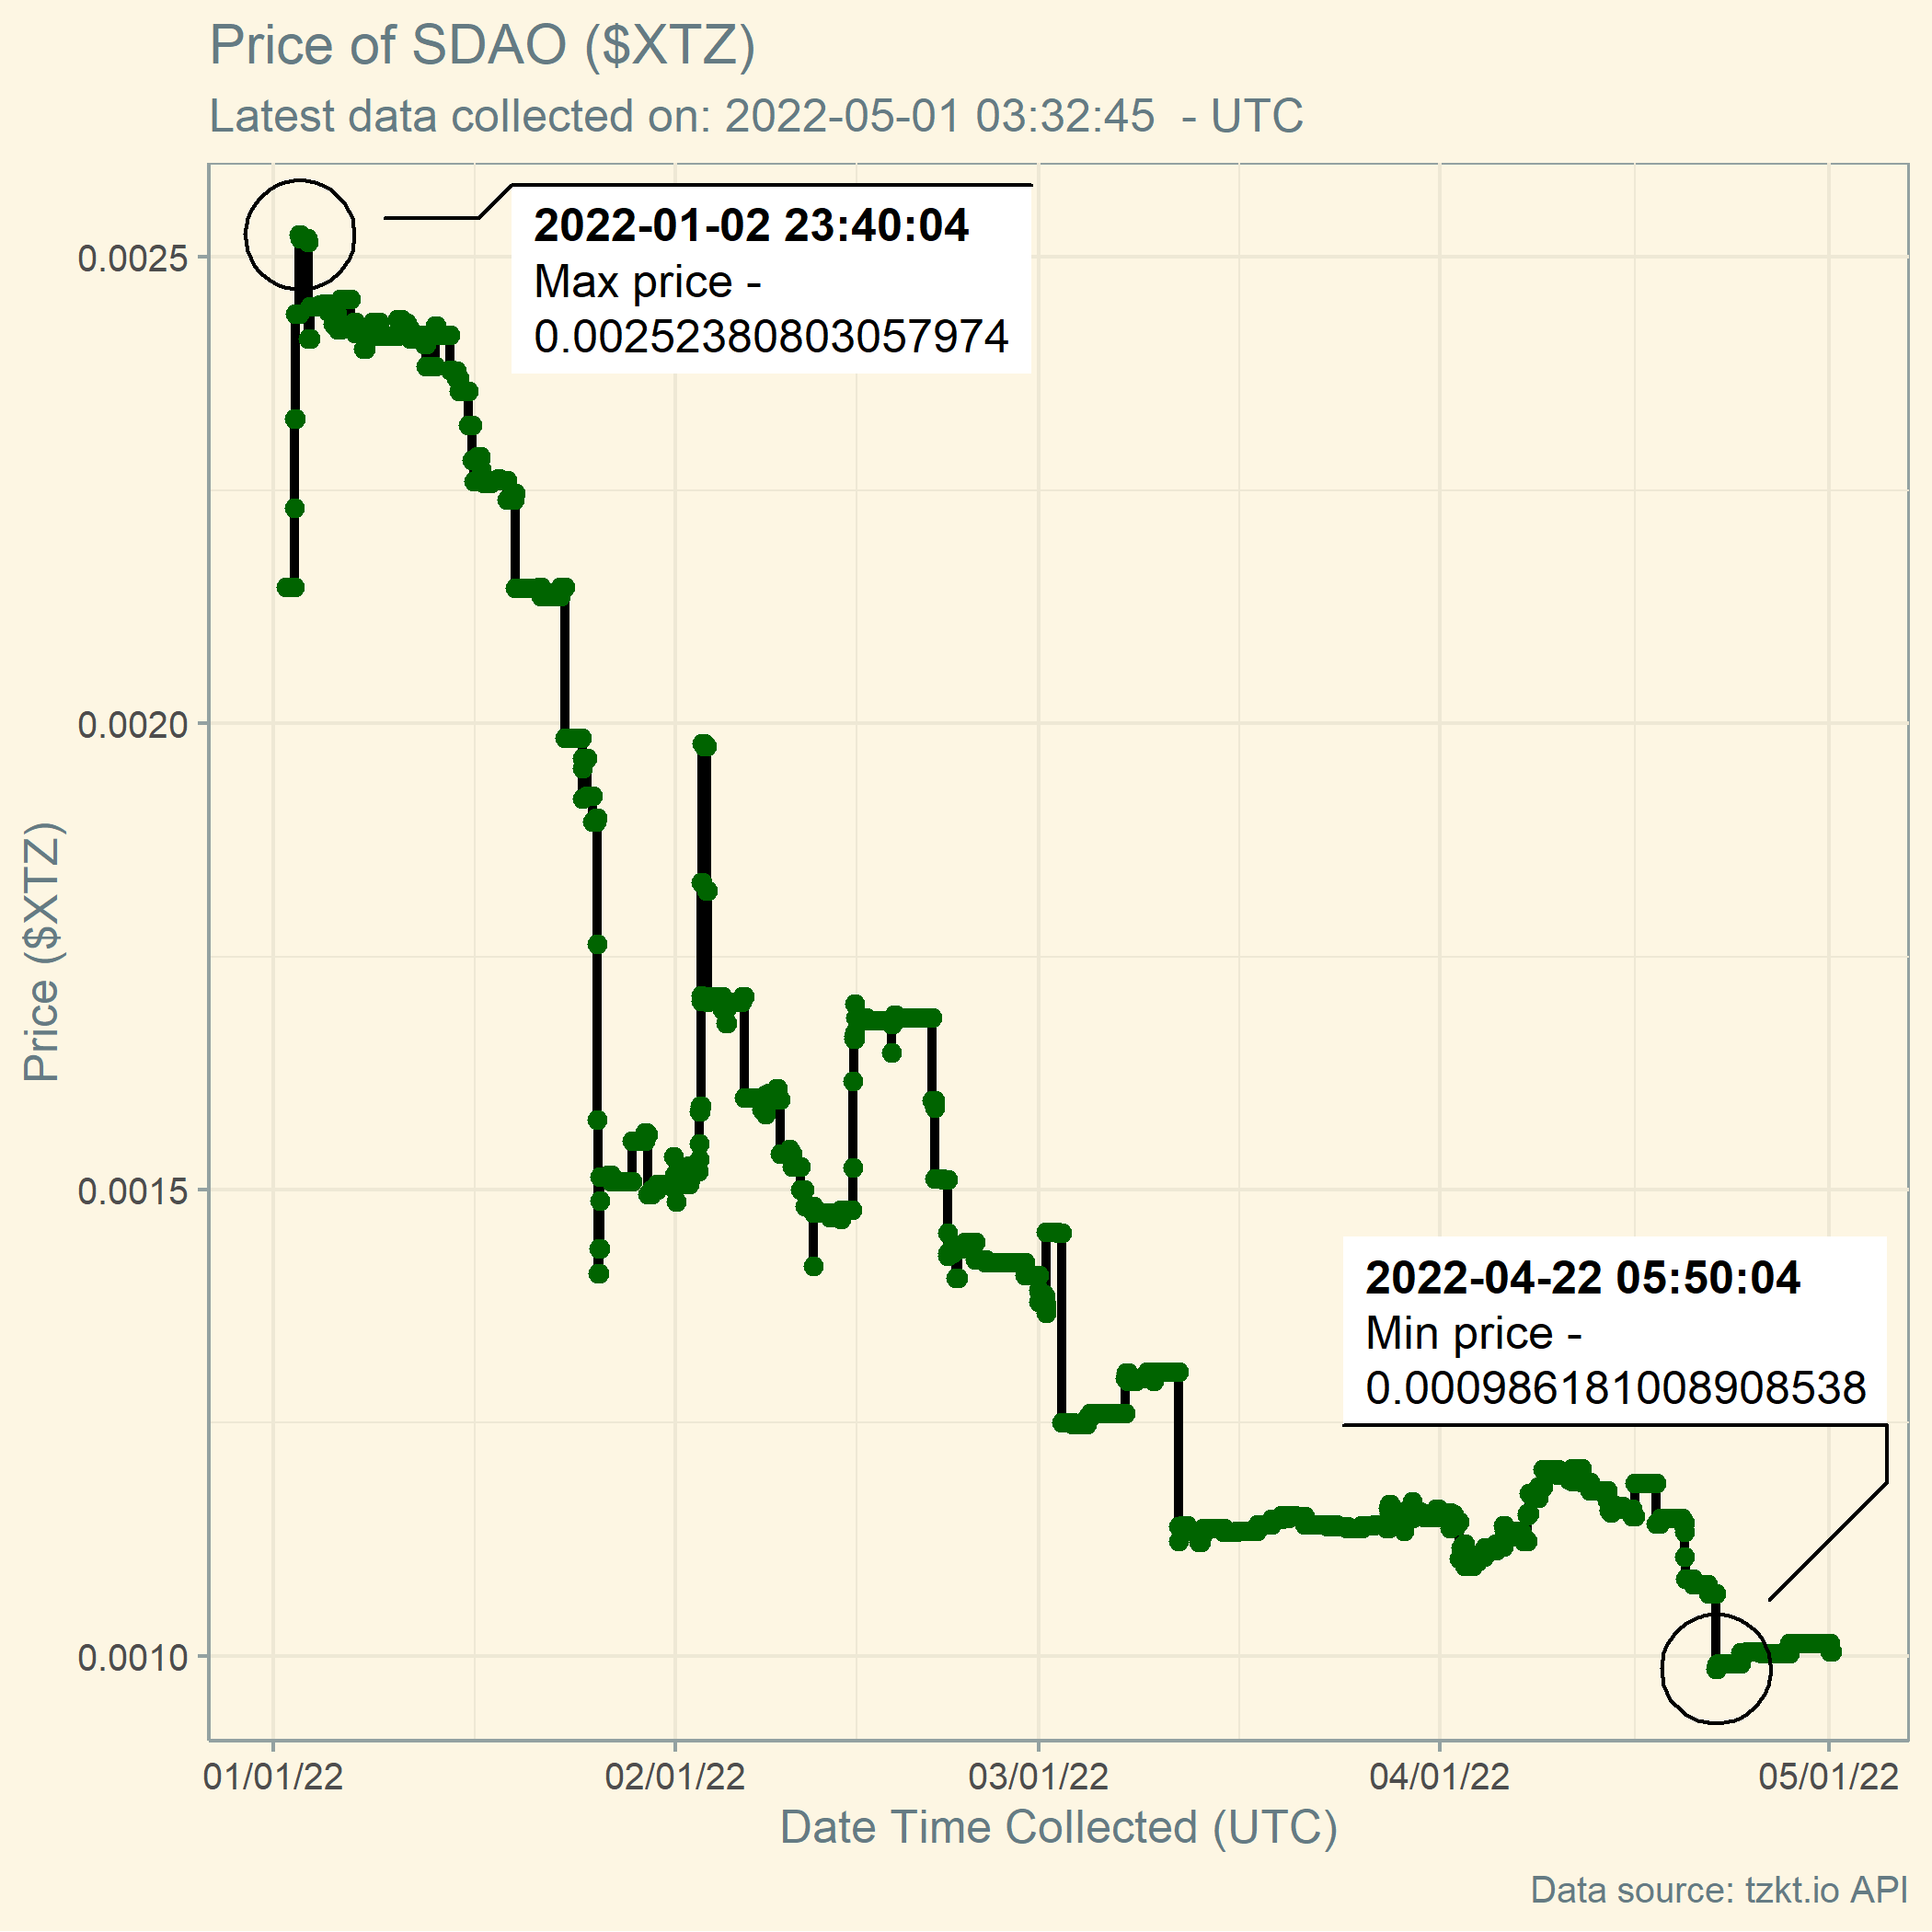 Price of SDAO ($XTZ)
Latest data collected on: 2022-05-01 03:32:45  - UTC
2022-01-02 23:40:04
Max price -
0.00252380803057974
0.0025
0.0020
0.0015
0.0010
Price ($XTZ)
2022-04-22 05:50:04
Min price -
0.000986181008908538
01/01/22 02/01/22 03/01/22 04/01/22 05/01/22
Date Time Collected (UTC)
Data source: tzkt.io API